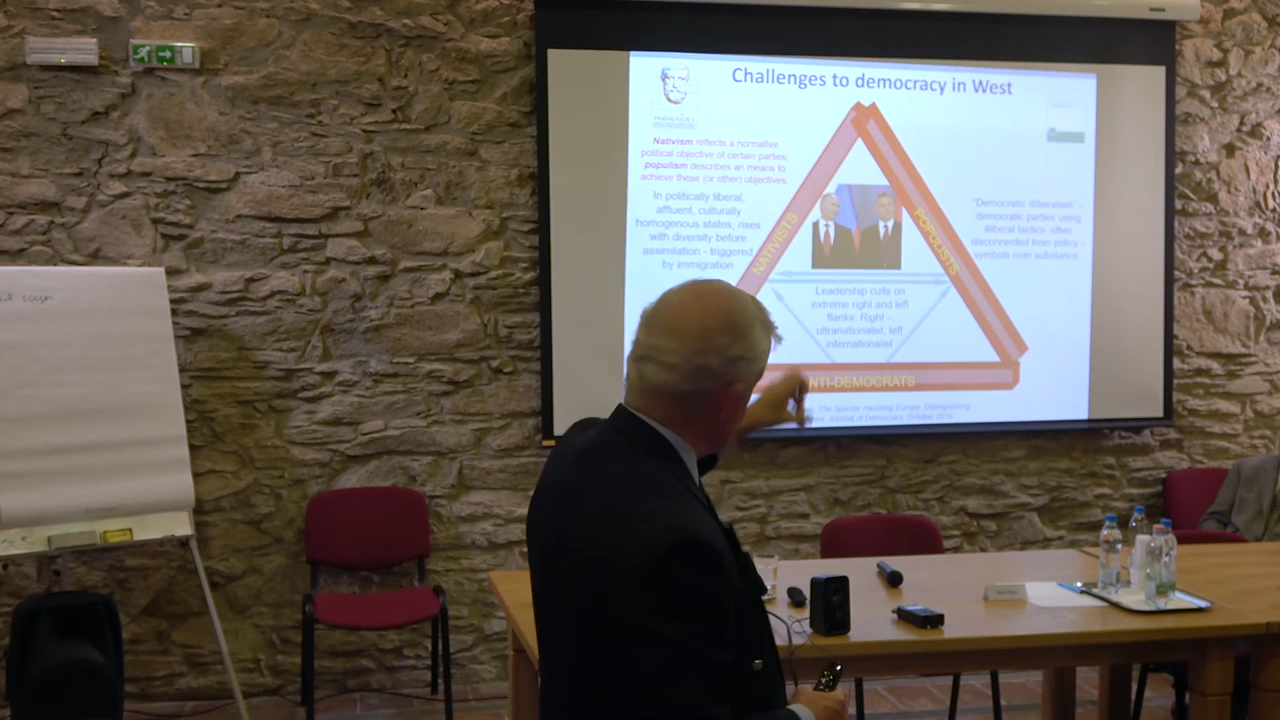 Challenges to democracy in West
FOUNDATION
Nativism reflects a normative
political objective of certain parties,
populism describes an means to
achieve these (or other) objectives.
In politically liberal,
affluent, culturally
homogenous states, rises
with diversity before
assimilation - triggered
by immigration
NATIVISTS
POPULISTS
"Democratic illiberalism" -
democratic parties using
illiberal tactics, often
disconnected from policy -
symbols over substance.
Leadership cults on
extreme right and left
flanks: Right -
ultranationalist, left
internationalist
NTI-DEMOCRATS
The Specter Haunting Europe: Distinguishing
Journal of Democracy, October 2016